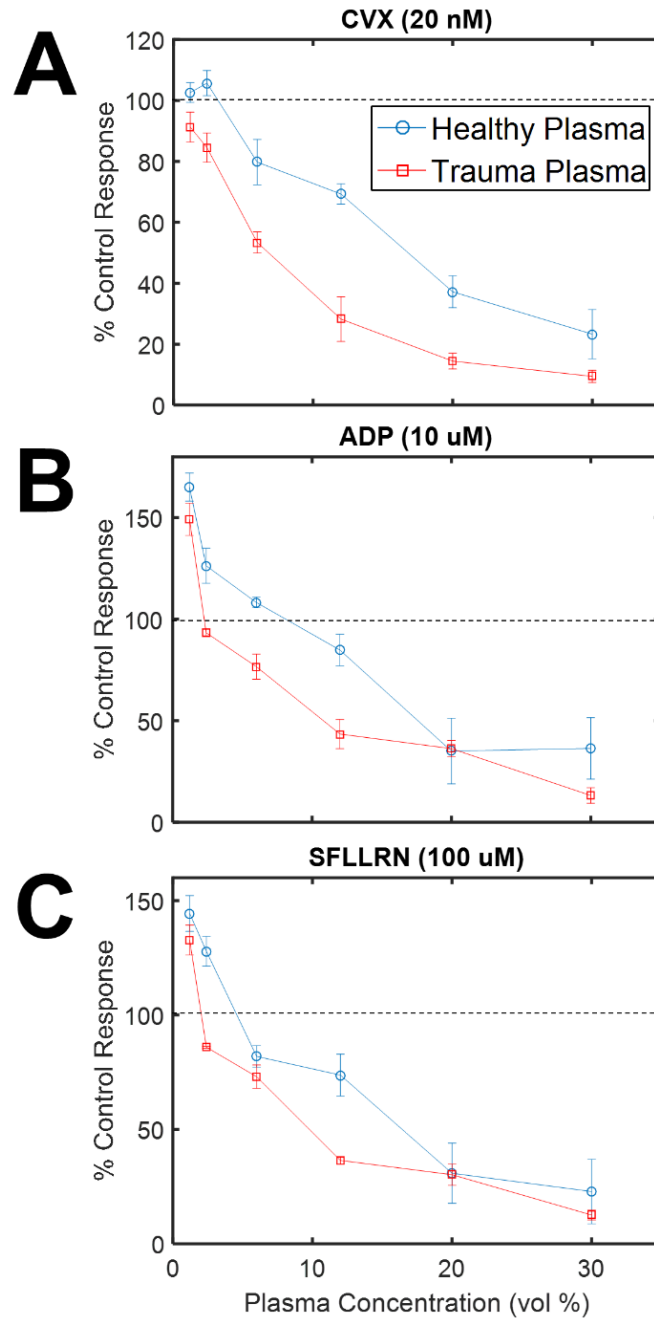 A
CVX (20 nM)
120
100
80
60
40
20
0
% Control Response
Healthy Plasma
Trauma Plasma
B
ADP (10 uM)
150
100
50
0
% Control Response
C
SFLLRN (100 uM)
150
100
50
0
% Control Response
0 10 20 30
Plasma Concentration (vol %)